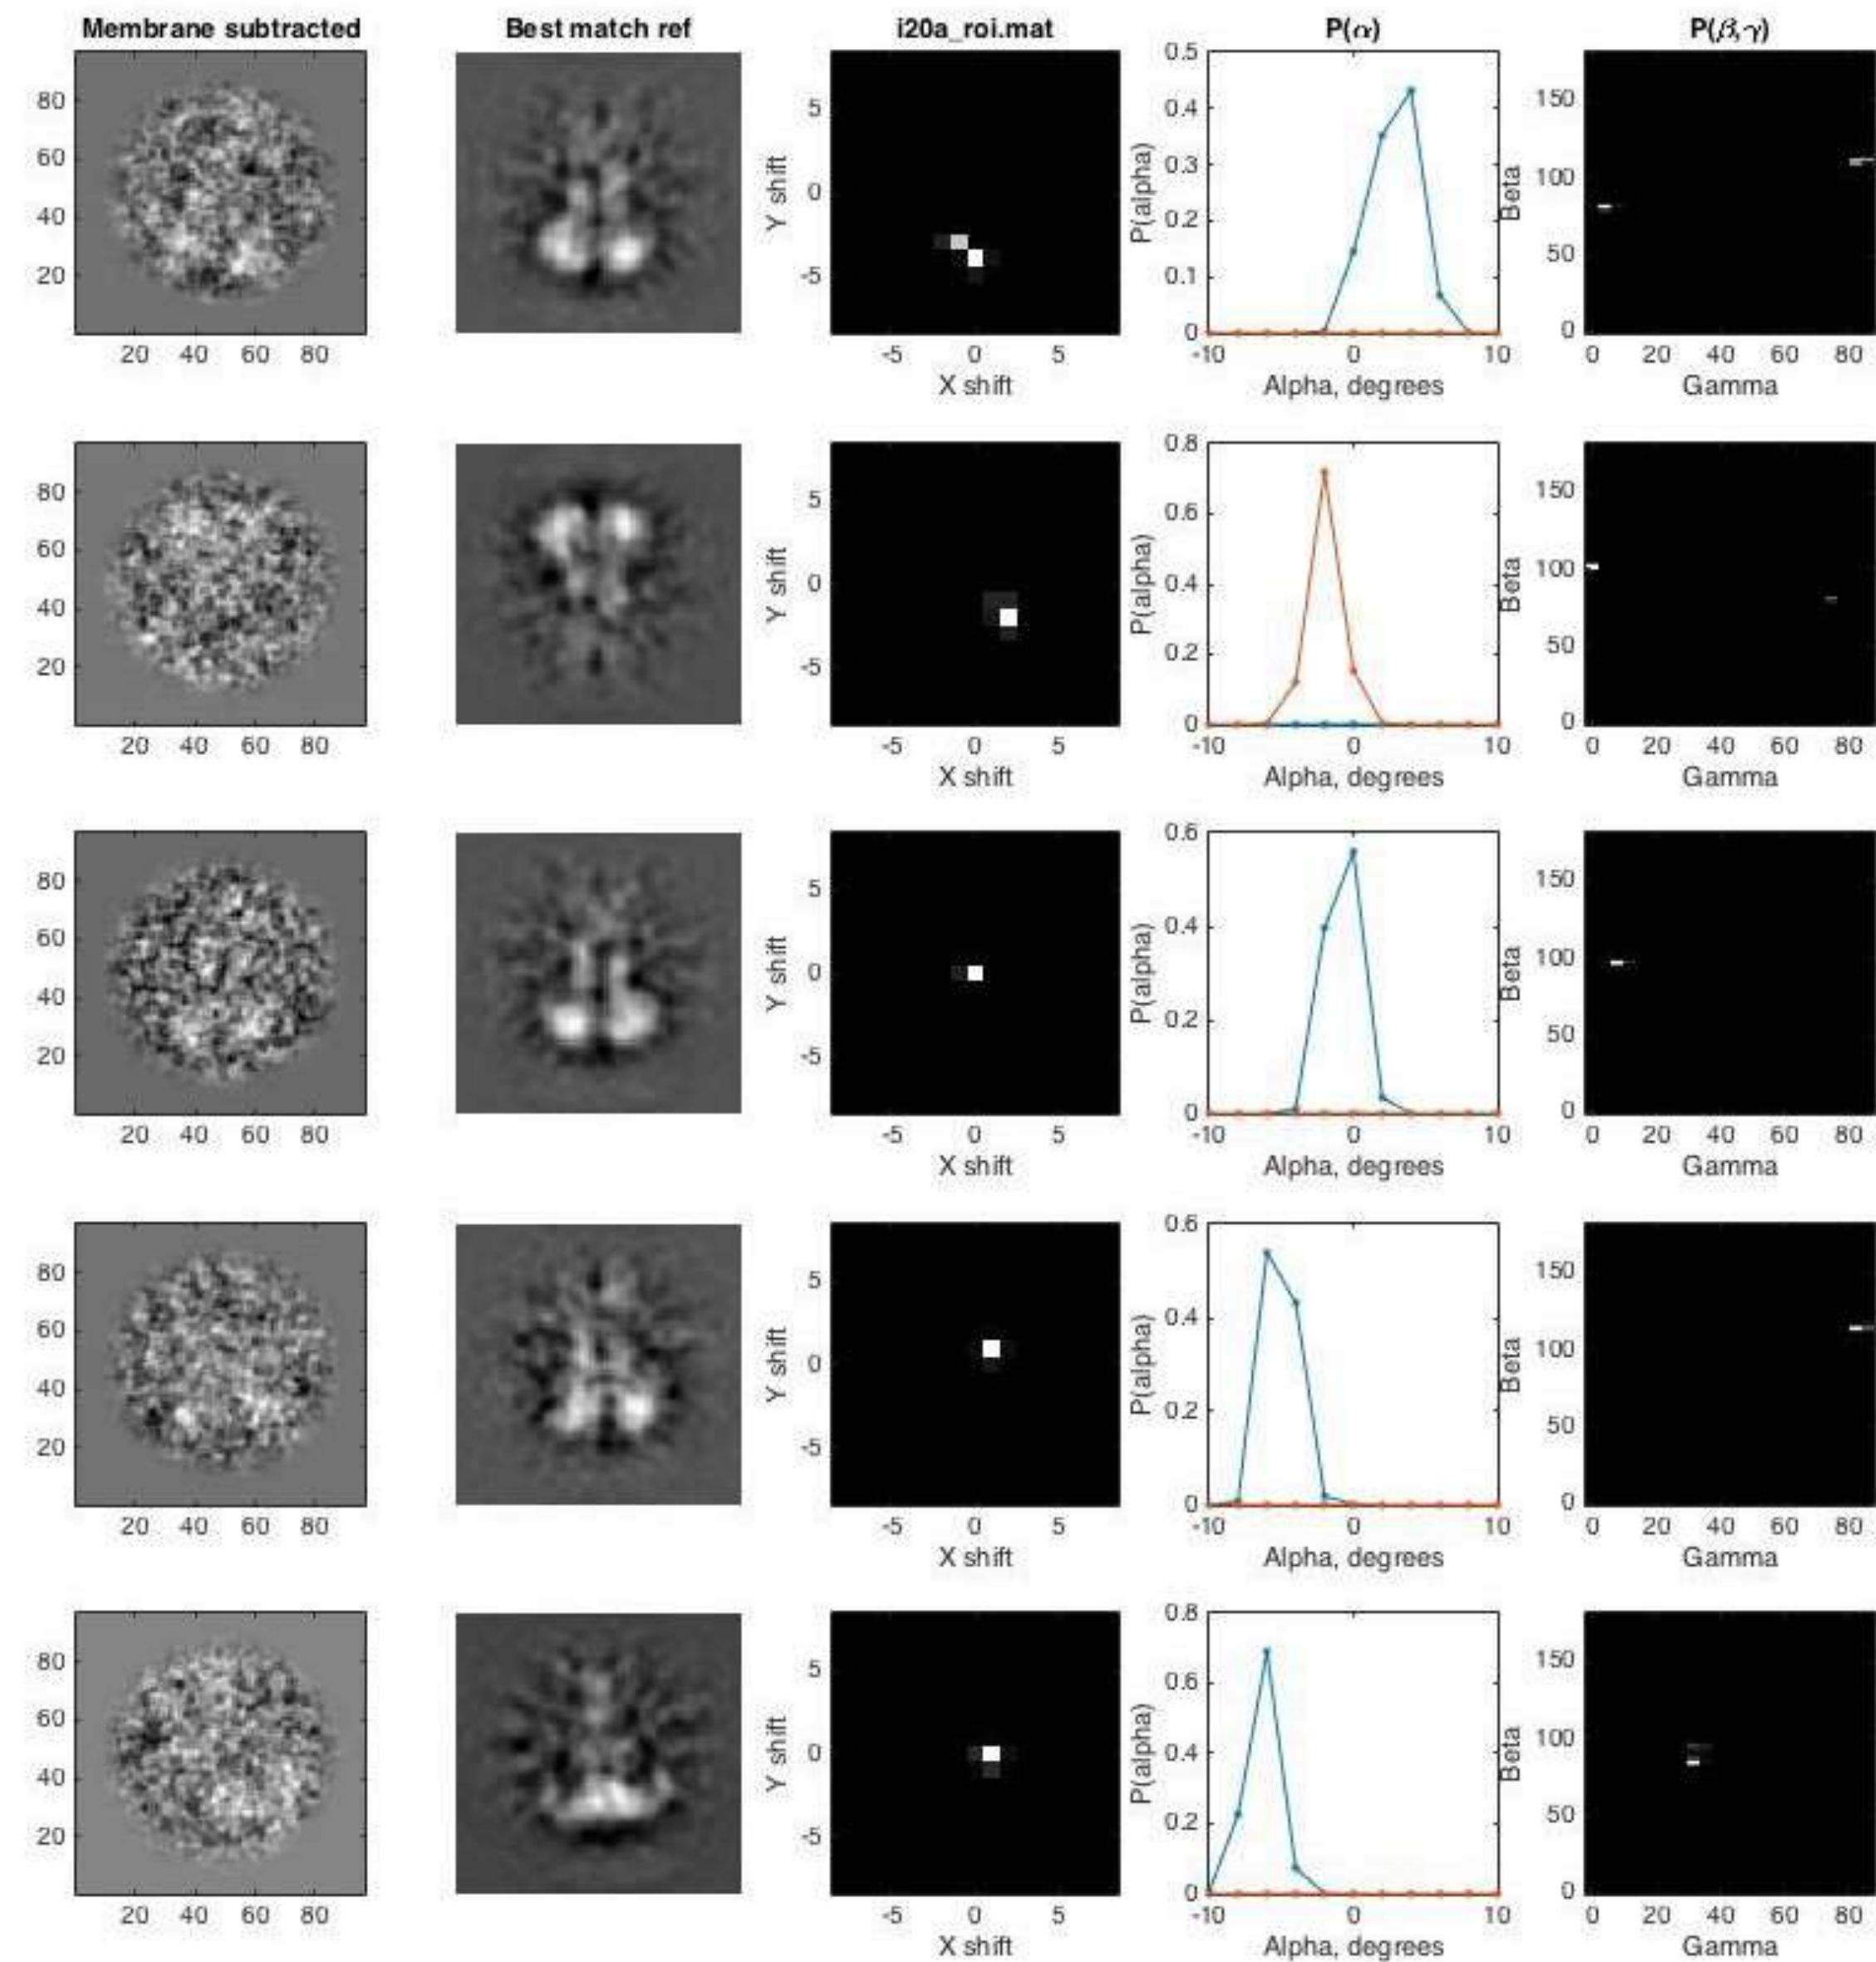 Membrane subtracted
Best match ref
i20a_roi.mat
P(α)
P(β,γ)
80
60
40
20
20 40 60 80
Y shift
5
0
-5
-5 0 5
X shift
P(alpha)
0.5
0.4
0.3
0.2
0.1
0
-10 0 10
Alpha, degrees
Beta
150
100
50
0
0 20 40 60 80
Gamma
80
60
40
20
20 40 60 80
Y shift
5
0
-5
-5 0 5
X shift
P(alpha)
0.8
0.6
0.4
0.2
0
-10 0 10
Alpha, degrees
Beta
150
100
50
0
0 20 40 60 80
Gamma
80
60
40
20
20 40 60 80
Y shift
5
0
-5
-5 0 5
X shift
P(alpha)
0.6
0.4
0.2
0
-10 0 10
Alpha, degrees
Beta
150
100
50
0
0 20 40 60 80
Gamma
80
60
40
20
20 40 60 80
Y shift
5
0
-5
-5 0 5
X shift
P(alpha)
0.6
0.4
0.2
0
-10 0 10
Alpha, degrees
Beta
150
100
50
0
0 20 40 60 80
Gamma
80
60
40
20
20 40 60 80
Y shift
5
0
-5
-5 0 5
X shift
P(alpha)
0.8
0.6
0.4
0.2
0
-10 0 10
Alpha, degrees
Beta
150
100
50
0
0 20 40 60 80
Gamma